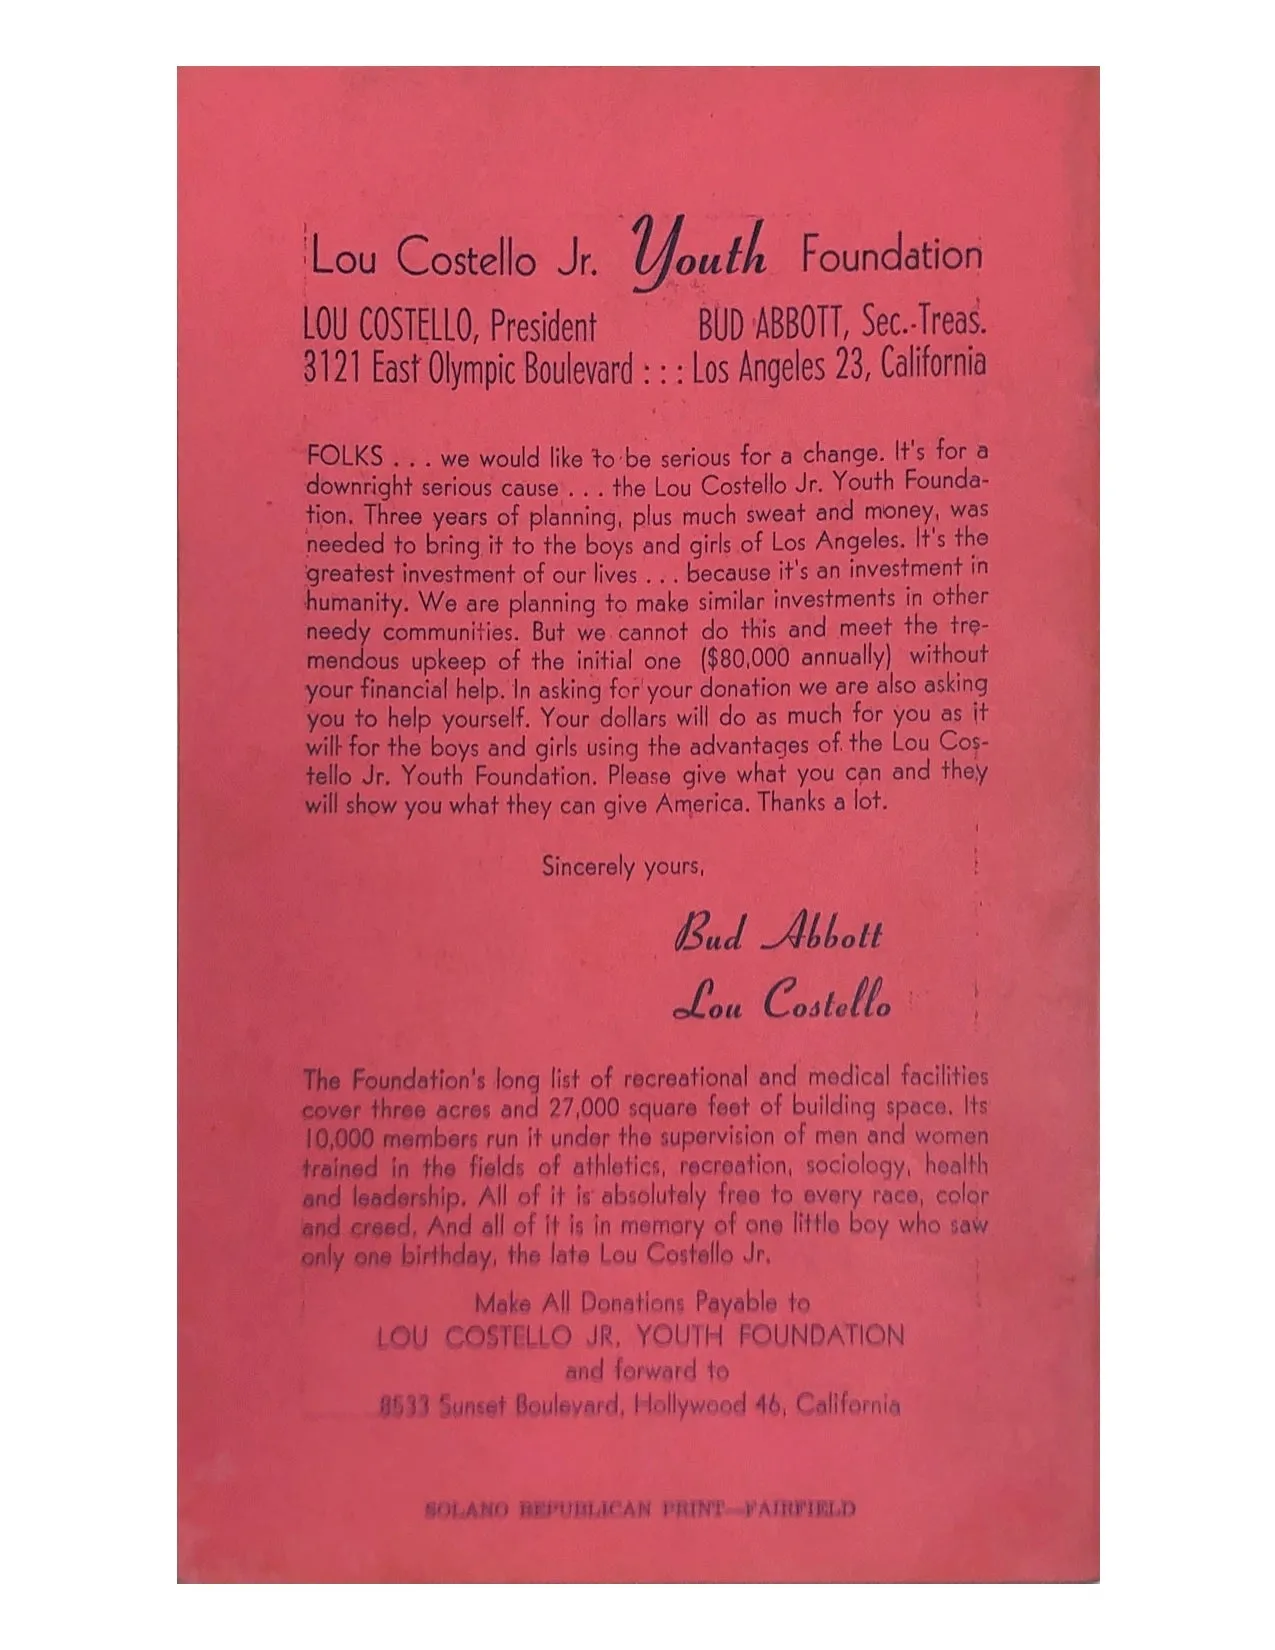 Lou Costello Jr. Youth Foundation
LOU COSTELLO, President BUD ABBOTT, Sec.-Treas.
3121 East Olympic Boulevard : : : Los Angeles 23, California
FOLKS . . . we would like to be serious for a change. It's for a
downright serious cause . . . the Lou Costello Jr. Youth Founda-
tion. Three years of planning, plus much sweat and money, was
needed to bring it to the boys and girls of Los Angeles. It's the
greatest investment of our lives . . . because it's an investment in
humanity. We are planning to make similar investments in other
needy communities. But we cannot do this and meet the tre-
mendous upkeep of the initial one ($80,000 annually) without
your financial help. In asking for your donation we are also asking
you to help yourself. Your dollars will do as much for you as it
will for the boys and girls using the advantages of the Lou Cos-
tello Jr. Youth Foundation. Please give what you can and they
will show you what they can give America. Thanks a lot.
Sincerely yours,
Bud Abbott
Lou Costello
The Foundation's long list of recreational and medical facilities
cover three acres and 27,000 square feet of building space. Its
10,000 members run it under the supervision of men and women
trained in the fields of athletics, recreation, sociology, health
and leadership. All of it is absolutely free to every race, color
and creed. And all of it is in memory of one little boy who saw
only one birthday, the late Lou Costello Jr.
Make All Donations Payable to
LOU COSTELLO JR. YOUTH FOUNDATION
and forward to
8533 Sunset Boulevard, Hollywood 46, California
SOLANO REPUBLICAN PRINT—FAIRFIELD